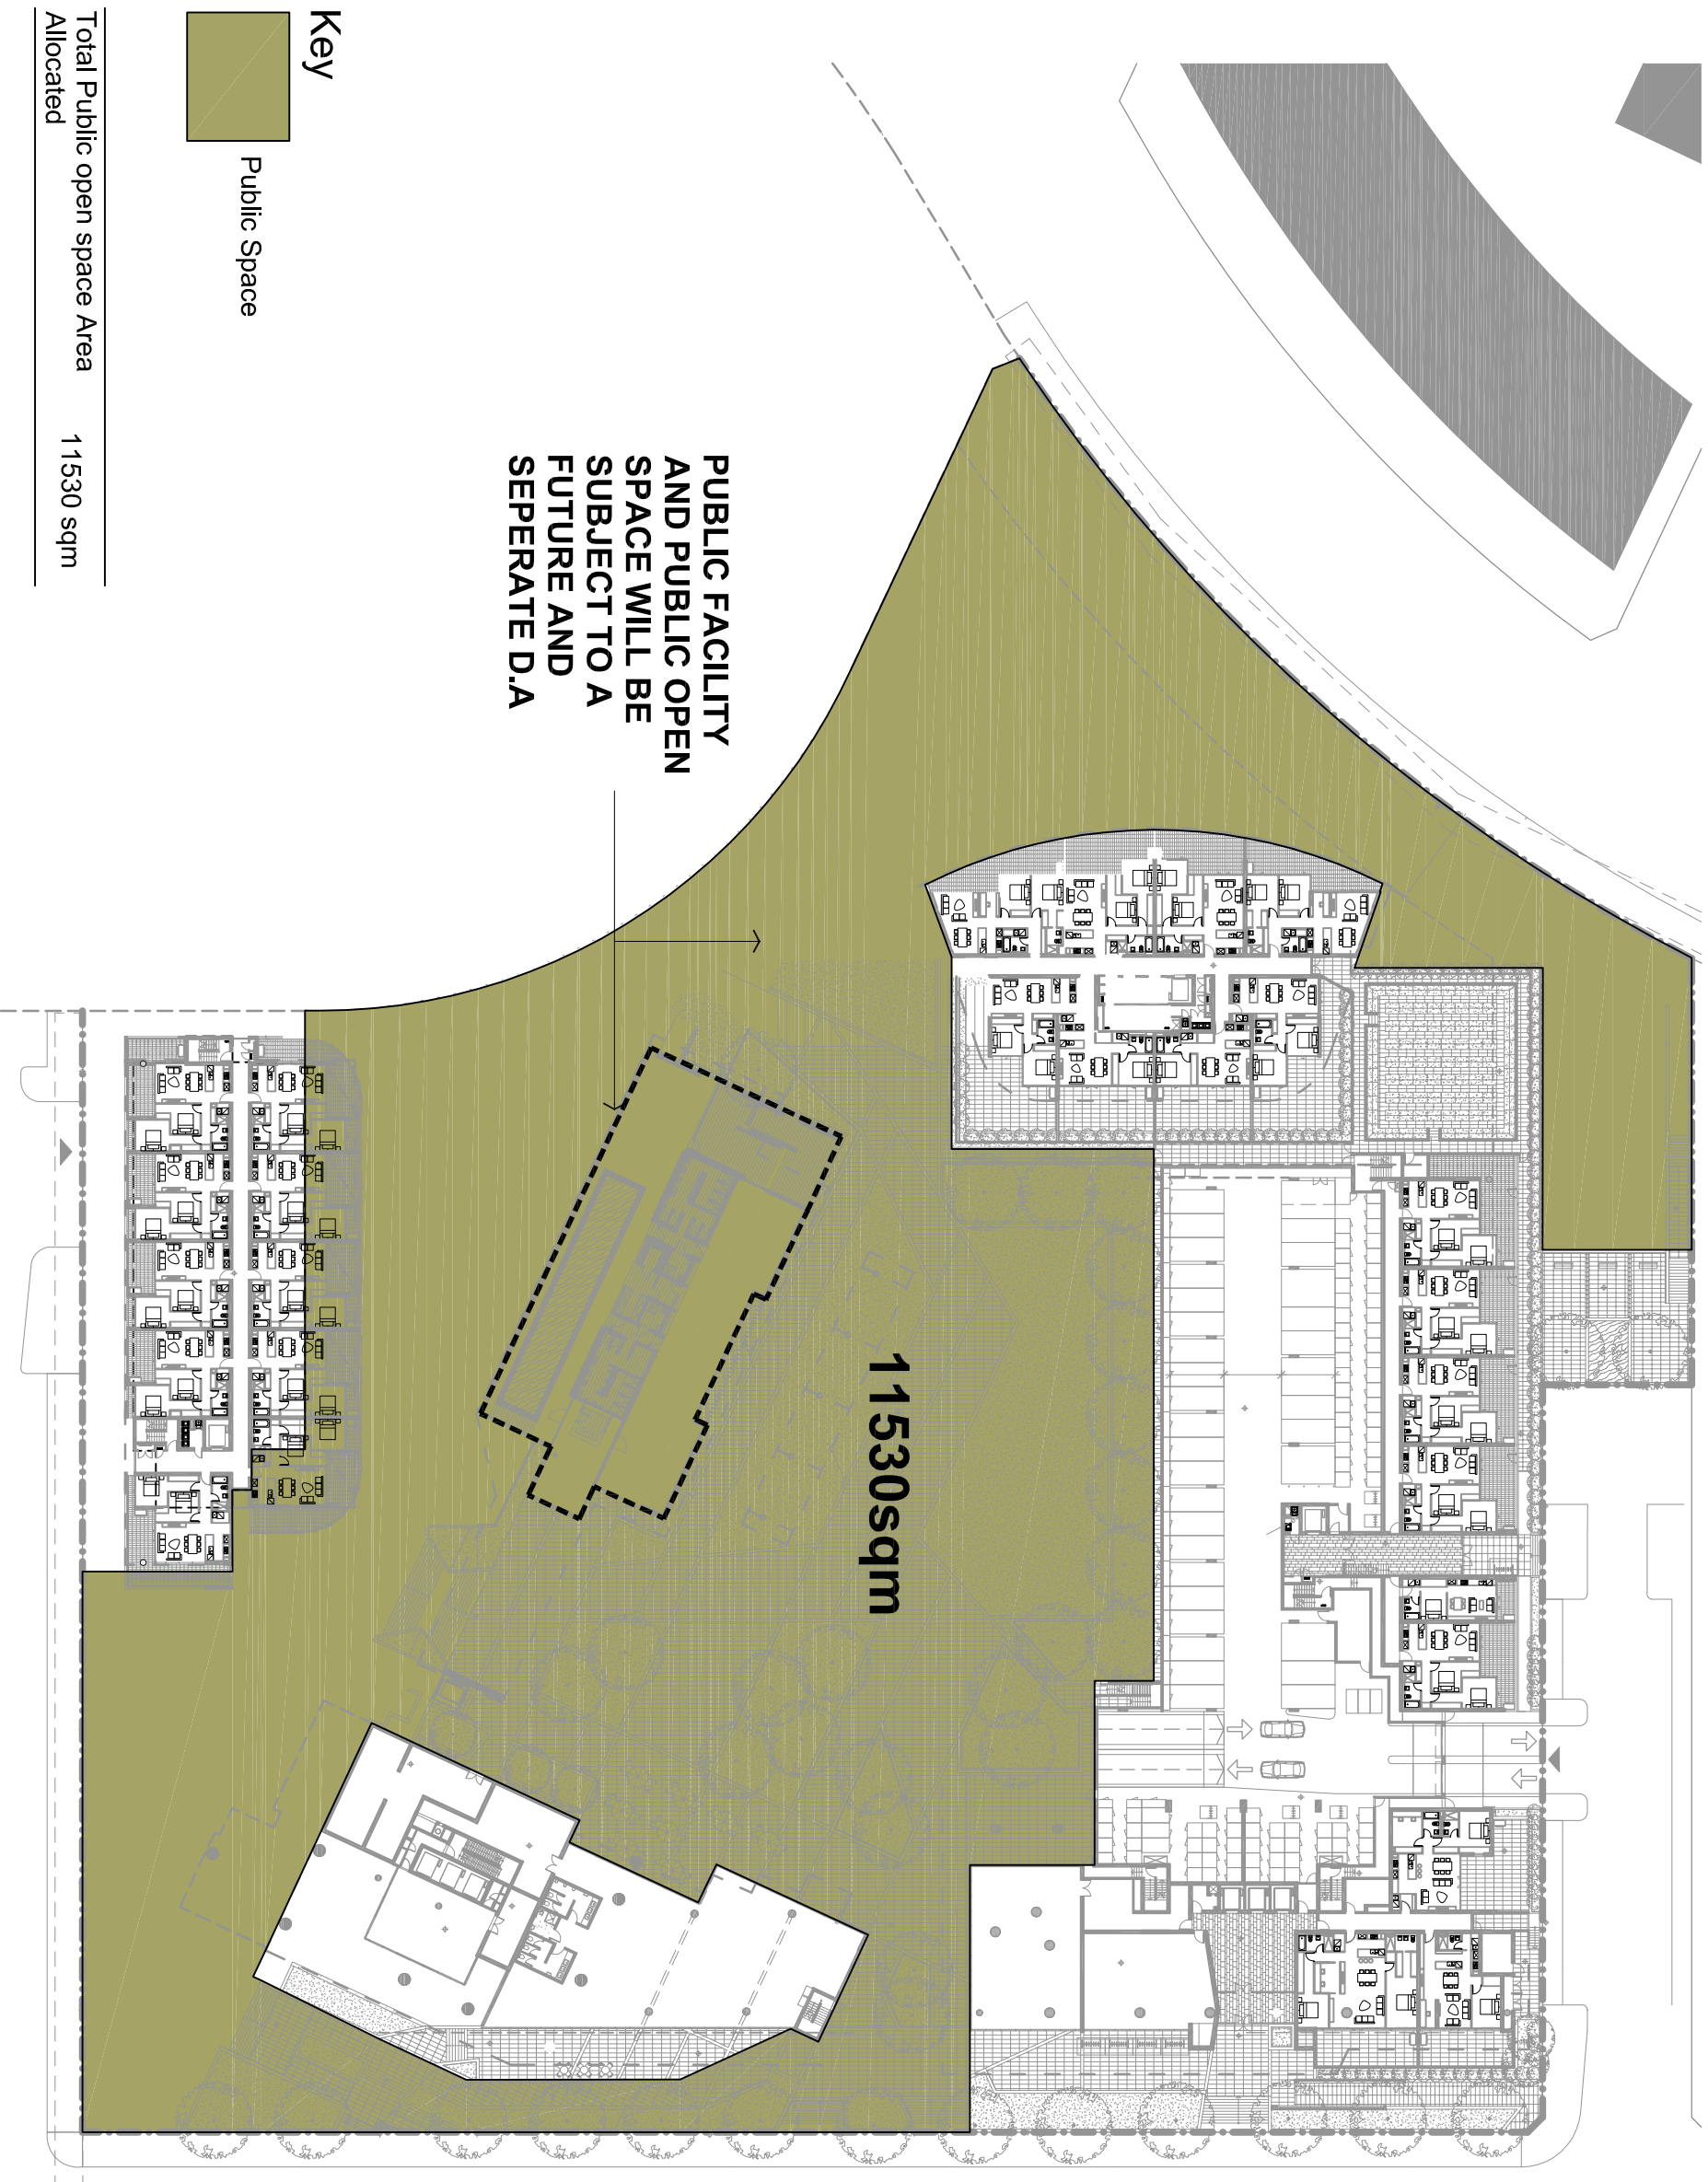 Key
Public Space
Total Public open space Area
Allocated
11530 sqm
PUBLIC FACILITY
AND PUBLIC OPEN
SPACE WILL BE
SUBJECT TO A
FUTURE AND
SEPERATE D.A
11530sqm